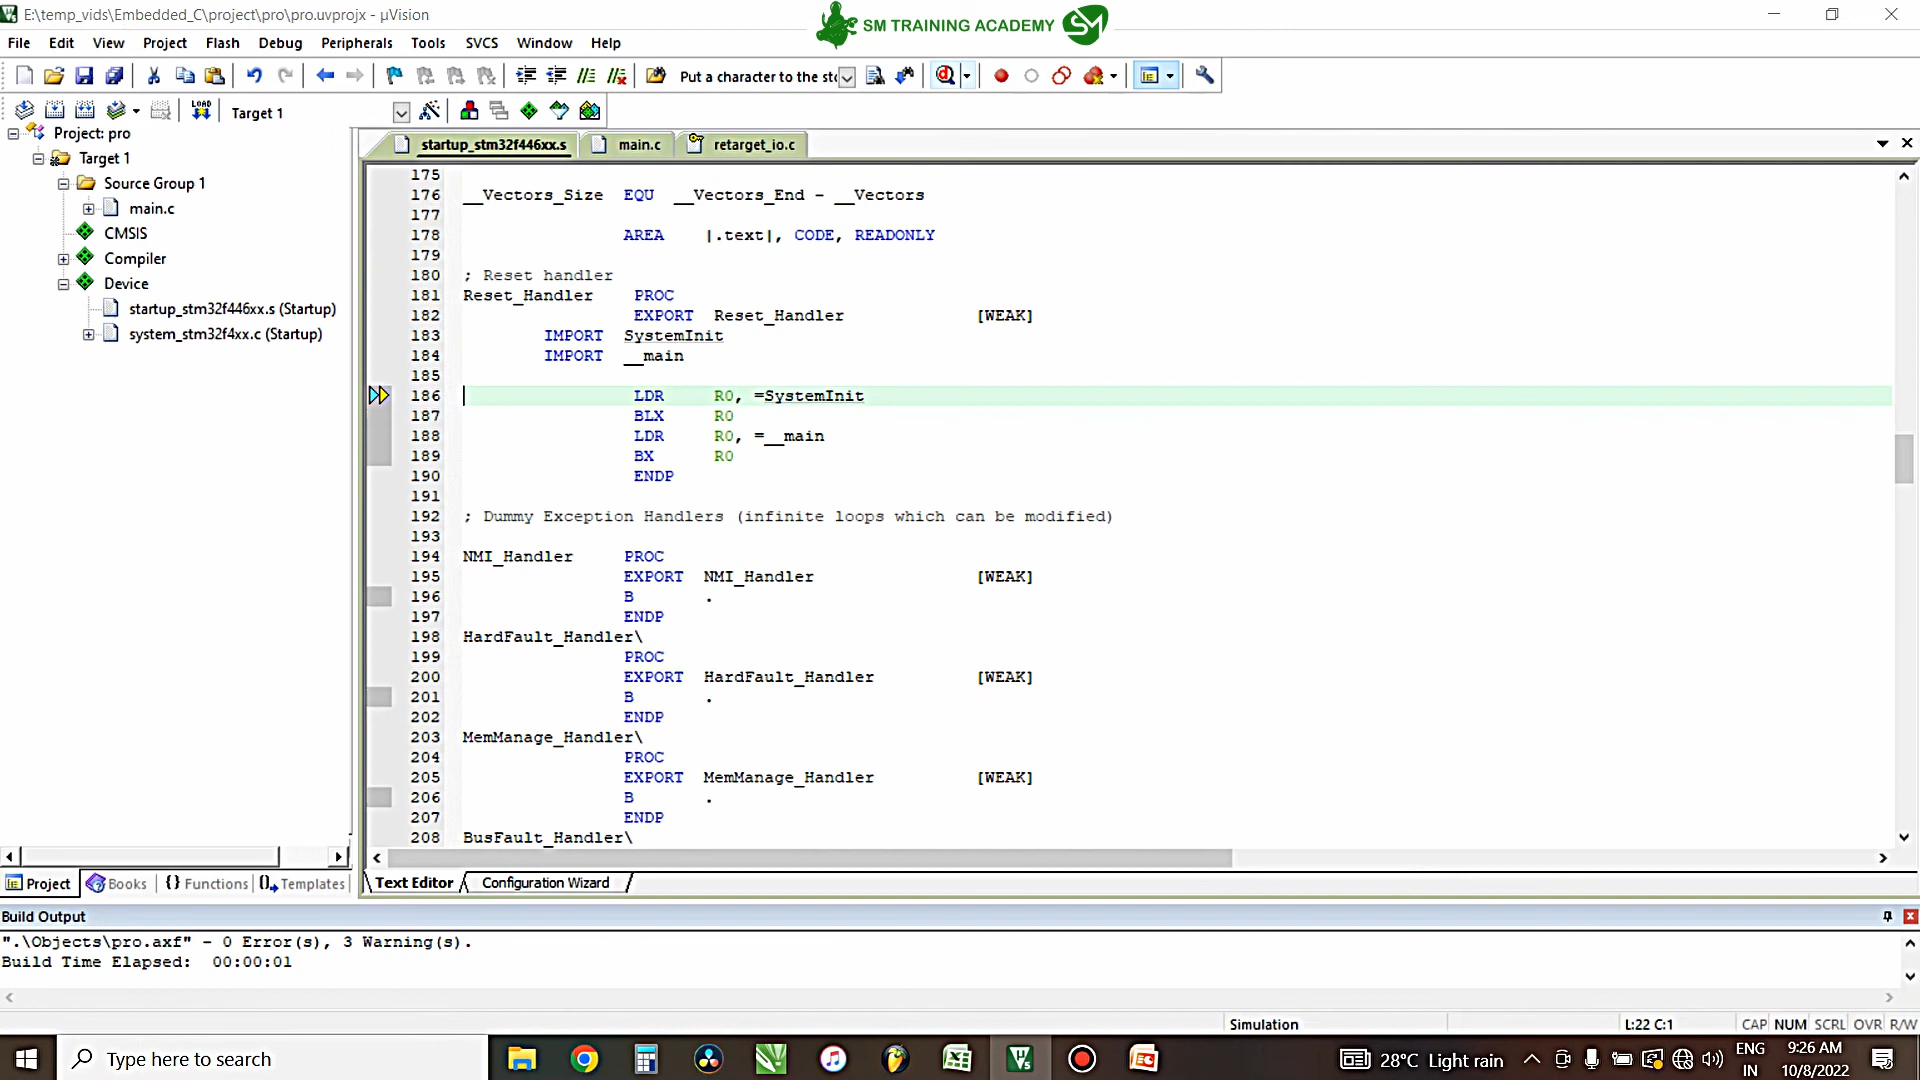 E:\temp_vids\Embedded_C\project\pro\pro.uvprojx - µVision
SM TRAINING ACADEMY SM
File Edit View Project Flash Debug Peripherals Tools SVCS Window Help
Put a character to the sto
LOAD Target 1
Project: pro
Target 1
Source Group 1
main.c
CMSIS
Compiler
Device
startup_stm32f446xx.s (Startup)
system_stm32f4xx.c (Startup)
Project Books {} Functions Templates
startup_stm32f446xx.s main.c retarget_io.c
175
176 __Vectors_Size EQU __Vectors_End - __Vectors
177
178 AREA |.text|, CODE, READONLY
179
180 ; Reset handler
181 Reset_Handler PROC
182 EXPORT Reset_Handler [WEAK]
183 IMPORT SystemInit
184 IMPORT __main
185
186 LDR R0, =SystemInit
187 BLX R0
188 LDR R0, =__main
189 BX R0
190 ENDP
191
192 ; Dummy Exception Handlers (infinite loops which can be modified)
193
194 NMI_Handler PROC
195 EXPORT NMI_Handler [WEAK]
196 B .
197 ENDP
198 HardFault_Handler\
199 PROC
200 EXPORT HardFault_Handler [WEAK]
201 B .
202 ENDP
203 MemManage_Handler\
204 PROC
205 EXPORT MemManage_Handler [WEAK]
206 B .
207 ENDP
208 BusFault_Handler\
Text Editor Configuration Wizard
Build Output
".\Objects\pro.axf" - 0 Error(s), 3 Warning(s).
Build Time Elapsed: 00:00:01
Simulation L:22 C:1 CAP NUM SCRL OVR R/W
Type here to search
28°C Light rain
ENG
IN
9:26 AM
10/8/2022